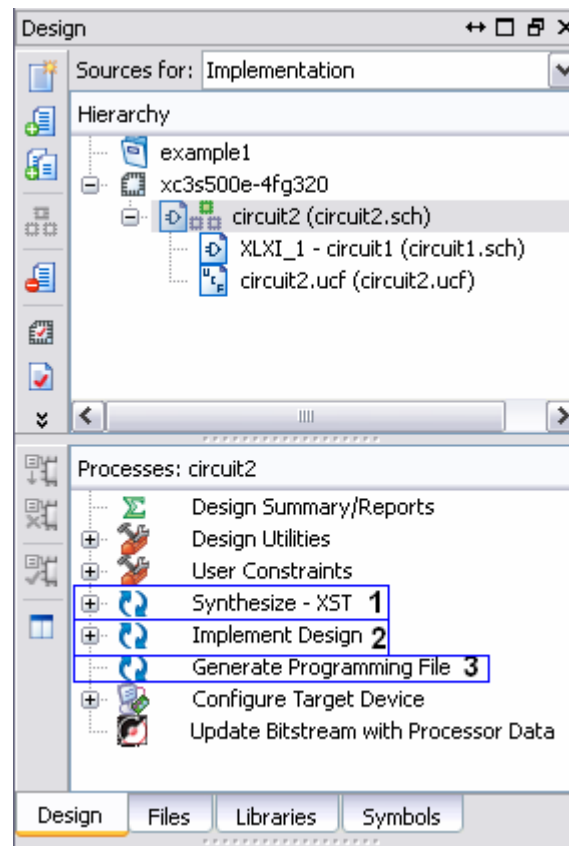 Design
Sources for: Implementation
Hierarchy
example1
xc3s500e-4fg320
circuit2 (circuit2.sch)
XLXI_1 - circuit1 (circuit1.sch)
circuit2.ucf (circuit2.ucf)
Processes: circuit2
Design Summary/Reports
Design Utilities
User Constraints
Synthesize - XST 1
Implement Design 2
Generate Programming File 3
Configure Target Device
Update Bitstream with Processor Data
Design Files Libraries Symbols